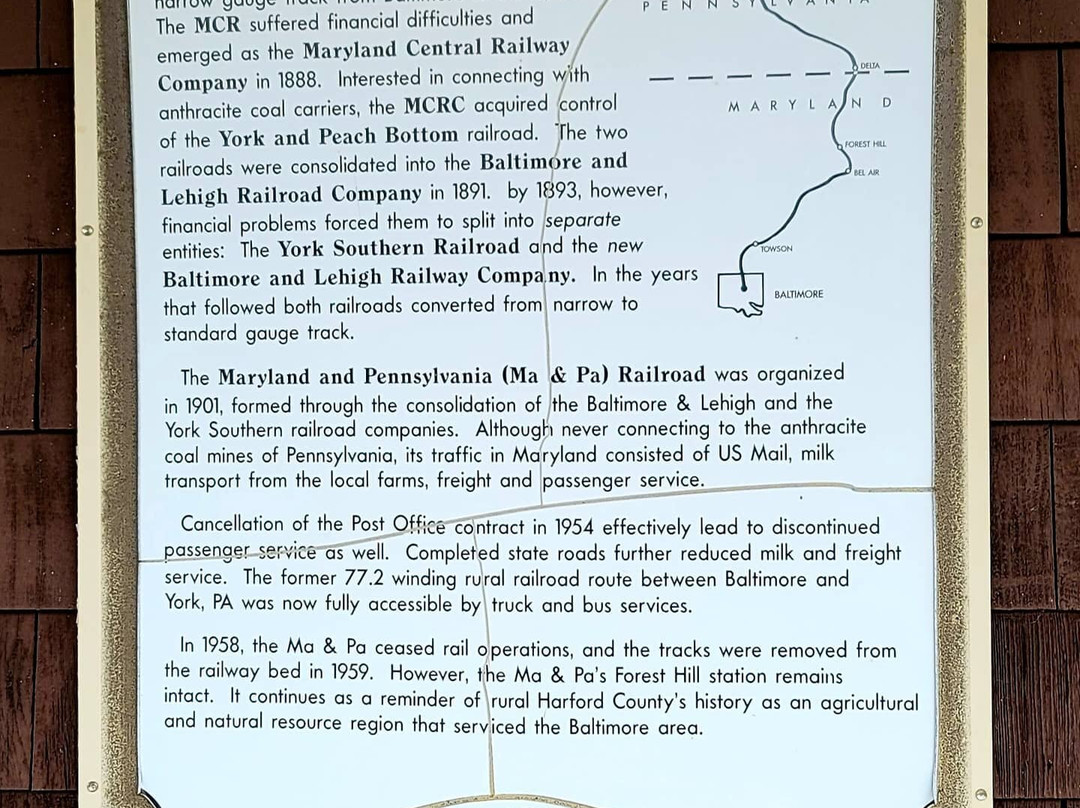 narrow gauge track from
The MCR suffered financial difficulties and
emerged as the Maryland Central Railway
Company in 1888. Interested in connecting with
anthracite coal carriers, the MCRC acquired control
of the York and Peach Bottom railroad. The two
railroads were consolidated into the Baltimore and
Lehigh Railroad Company in 1891. by 1893, however,
financial problems forced them to split into separate
entities: The York Southern Railroad and the new
Baltimore and Lehigh Railway Company. In the years
that followed both railroads converted from narrow to
standard gauge track.
PENNSYLVANIA
DELTA
MARYLAND
FOREST HILL
BEL AIR
TOWSON
BALTIMORE
The Maryland and Pennsylvania (Ma & Pa) Railroad was organized
in 1901, formed through the consolidation of the Baltimore & Lehigh and the
York Southern railroad companies. Although never connecting to the anthracite
coal mines of Pennsylvania, its traffic in Maryland consisted of US Mail, milk
transport from the local farms, freight and passenger service.
Cancellation of the Post Office contract in 1954 effectively lead to discontinued
passenger service as well. Completed state roads further reduced milk and freight
service. The former 77.2 winding rural railroad route between Baltimore and
York, PA was now fully accessible by truck and bus services.
In 1958, the Ma & Pa ceased rail operations, and the tracks were removed from
the railway bed in 1959. However, the Ma & Pa's Forest Hill station remains
intact. It continues as a reminder of rural Harford County's history as an agricultural
and natural resource region that serviced the Baltimore area.